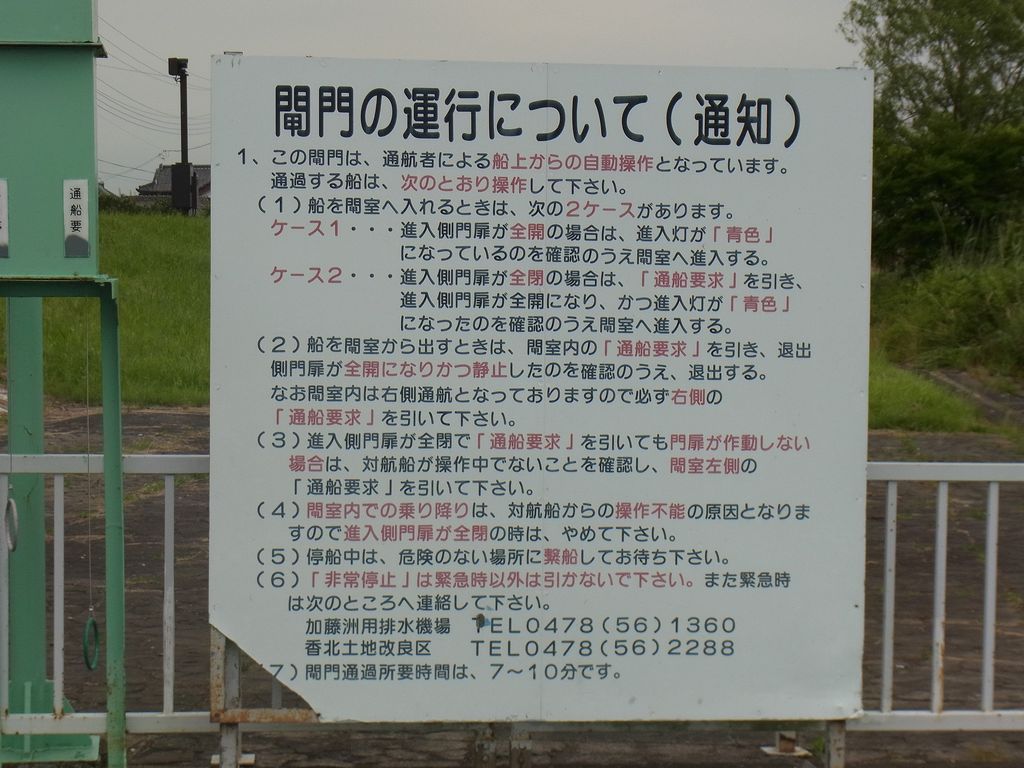 閘門の運行について(通知)
1、この閘門は、通航者による船上からの自動操作となっています。
通過する船は、次のとおり操作して下さい。
(1)船を閘室へ入れるときは、次の2ケースがあります。
ケース1・・・進入側門扉が全開の場合は、進入灯が「青色」
になっているのを確認のうえ閘室へ進入する。
ケース2・・・進入側門扉が全閉の場合は、「通船要求」を引き、
進入側門扉が全開になり、かつ進入灯が「青色」
になったのを確認のうえ閘室へ進入する。
(2)船を閘室から出すときは、閘室内の「通船要求」を引き、退出
側門扉が全開になりかつ静止したのを確認のうえ、退出する。
なお閘室内は右側通航となっておりますので必ず右側の
「通船要求」を引いて下さい。
(3)進入側門扉が全閉で「通船要求」を引いても門扉が作動しない
場合は、対航船が操作中でないことを確認し、閘室左側の
「通船要求」を引いて下さい。
(4)閘室内での乗り降りは、対航船からの操作不能の原因となりま
すので進入側門扉が全閉の時は、やめて下さい。
(5)停船中は、危険のない場所に繋船してお待ち下さい。
(6)「非常停止」は緊急時以外は引かないで下さい。また緊急時
は次のところへ連絡して下さい。
加藤洲用排水機場 TEL0478(56)1360
香北土地改良区 TEL0478(56)2288
(7)閘門通過所要時間は、7〜10分です。
通船要